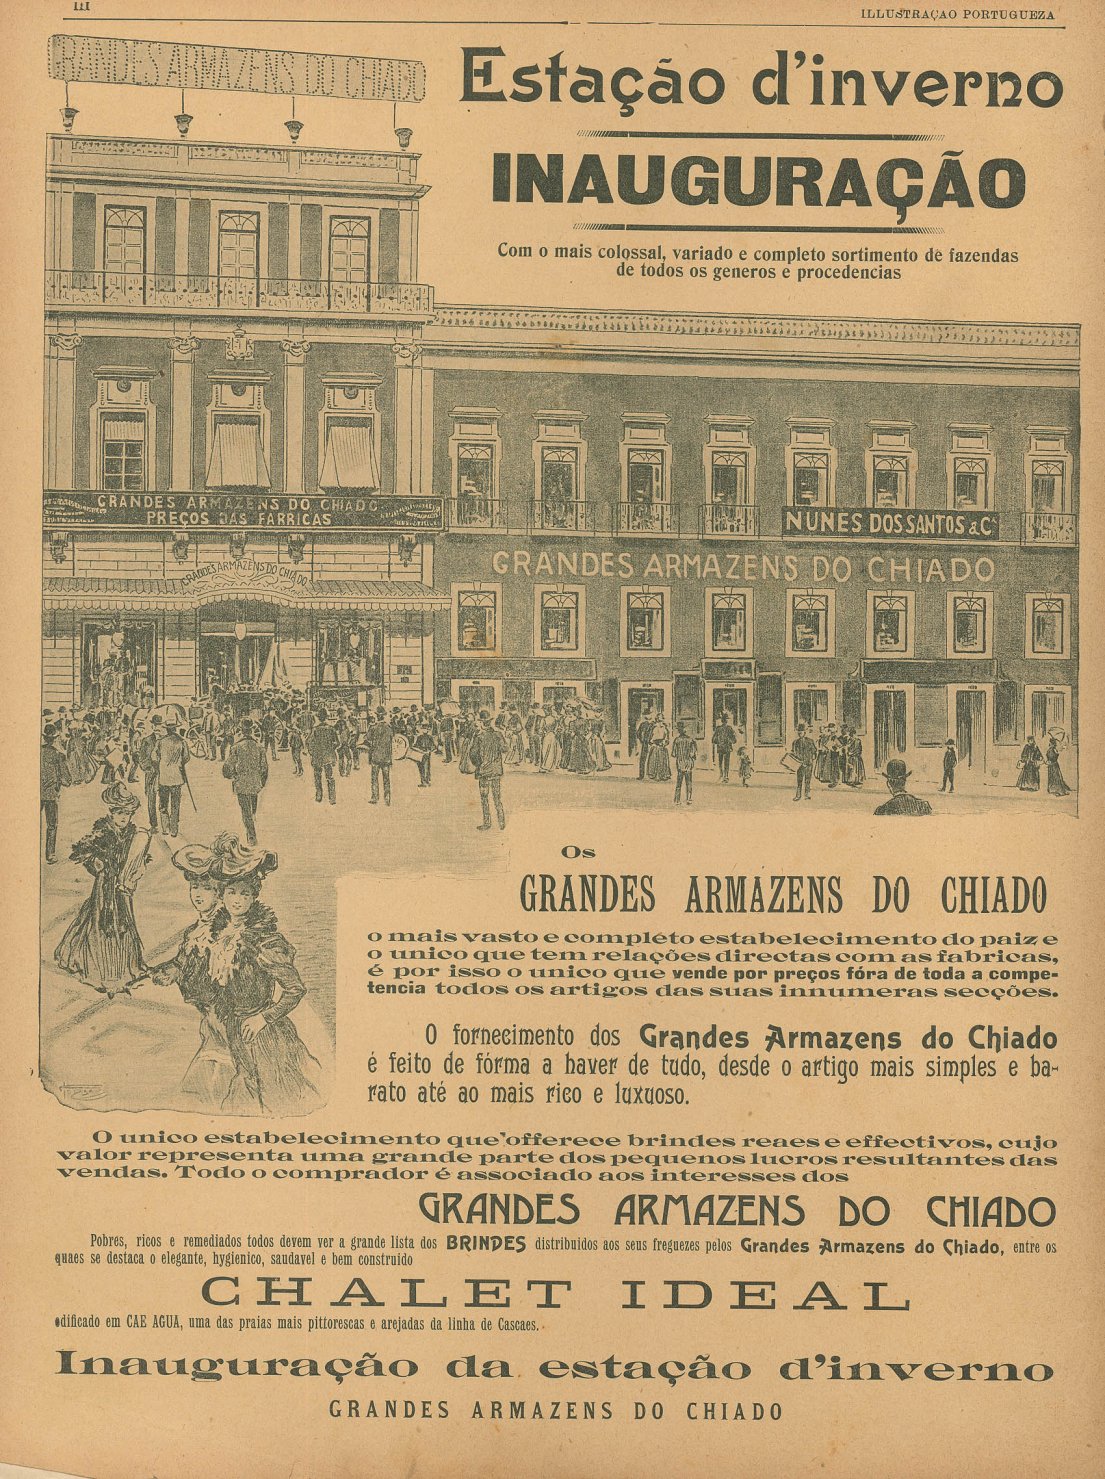 III
ILLUSTRAÇAO PORTUGUEZA
GRANDES ARMAZENS DO CHIADO
Estação d'inverno
INAUGURAÇÃO
Com o mais colossal, variado e completo sortimento de fazendas
de todos os generos e procedencias
GRANDES ARMAZENS DO CHIADO
PREÇOS DAS FABRICAS
GRANDES ARMAZENS DO CHIADO
NUNES DOS SANTOS & Cª
GRANDES ARMAZENS DO CHIADO
Os
GRANDES ARMAZENS DO CHIADO
o mais vasto e completo estabelecimento do paiz e
o unico que tem relações directas com as fabricas,
é por isso o unico que vende por preços fóra de toda a compe-
tencia todos os artigos das suas innumeras secções.
O fornecimento dos Grandes Armazens do Chiado
é feito de fórma a haver de tudo, desde o artigo mais simples e ba-
rato até ao mais rico e luxuoso.
O unico estabelecimento que offerece brindes reaes e effectivos, cujo
valor representa uma grande parte dos pequenos lucros resultantes das
vendas. Todo o comprador é associado aos interesses dos
GRANDES ARMAZENS DO CHIADO
Pobres, ricos e remediados todos devem ver a grande lista dos BRINDES distribuidos aos seus freguezes pelos Grandes Armazens do Chiado, entre os
quaes se destaca o elegante, hygienico, saudavel e bem construido
CHALET IDEAL
edificado em CAE AGUA, uma das praias mais pittorescas e arejadas da linha de Cascaes.
Inauguração da estação d'inverno
GRANDES ARMAZENS DO CHIADO